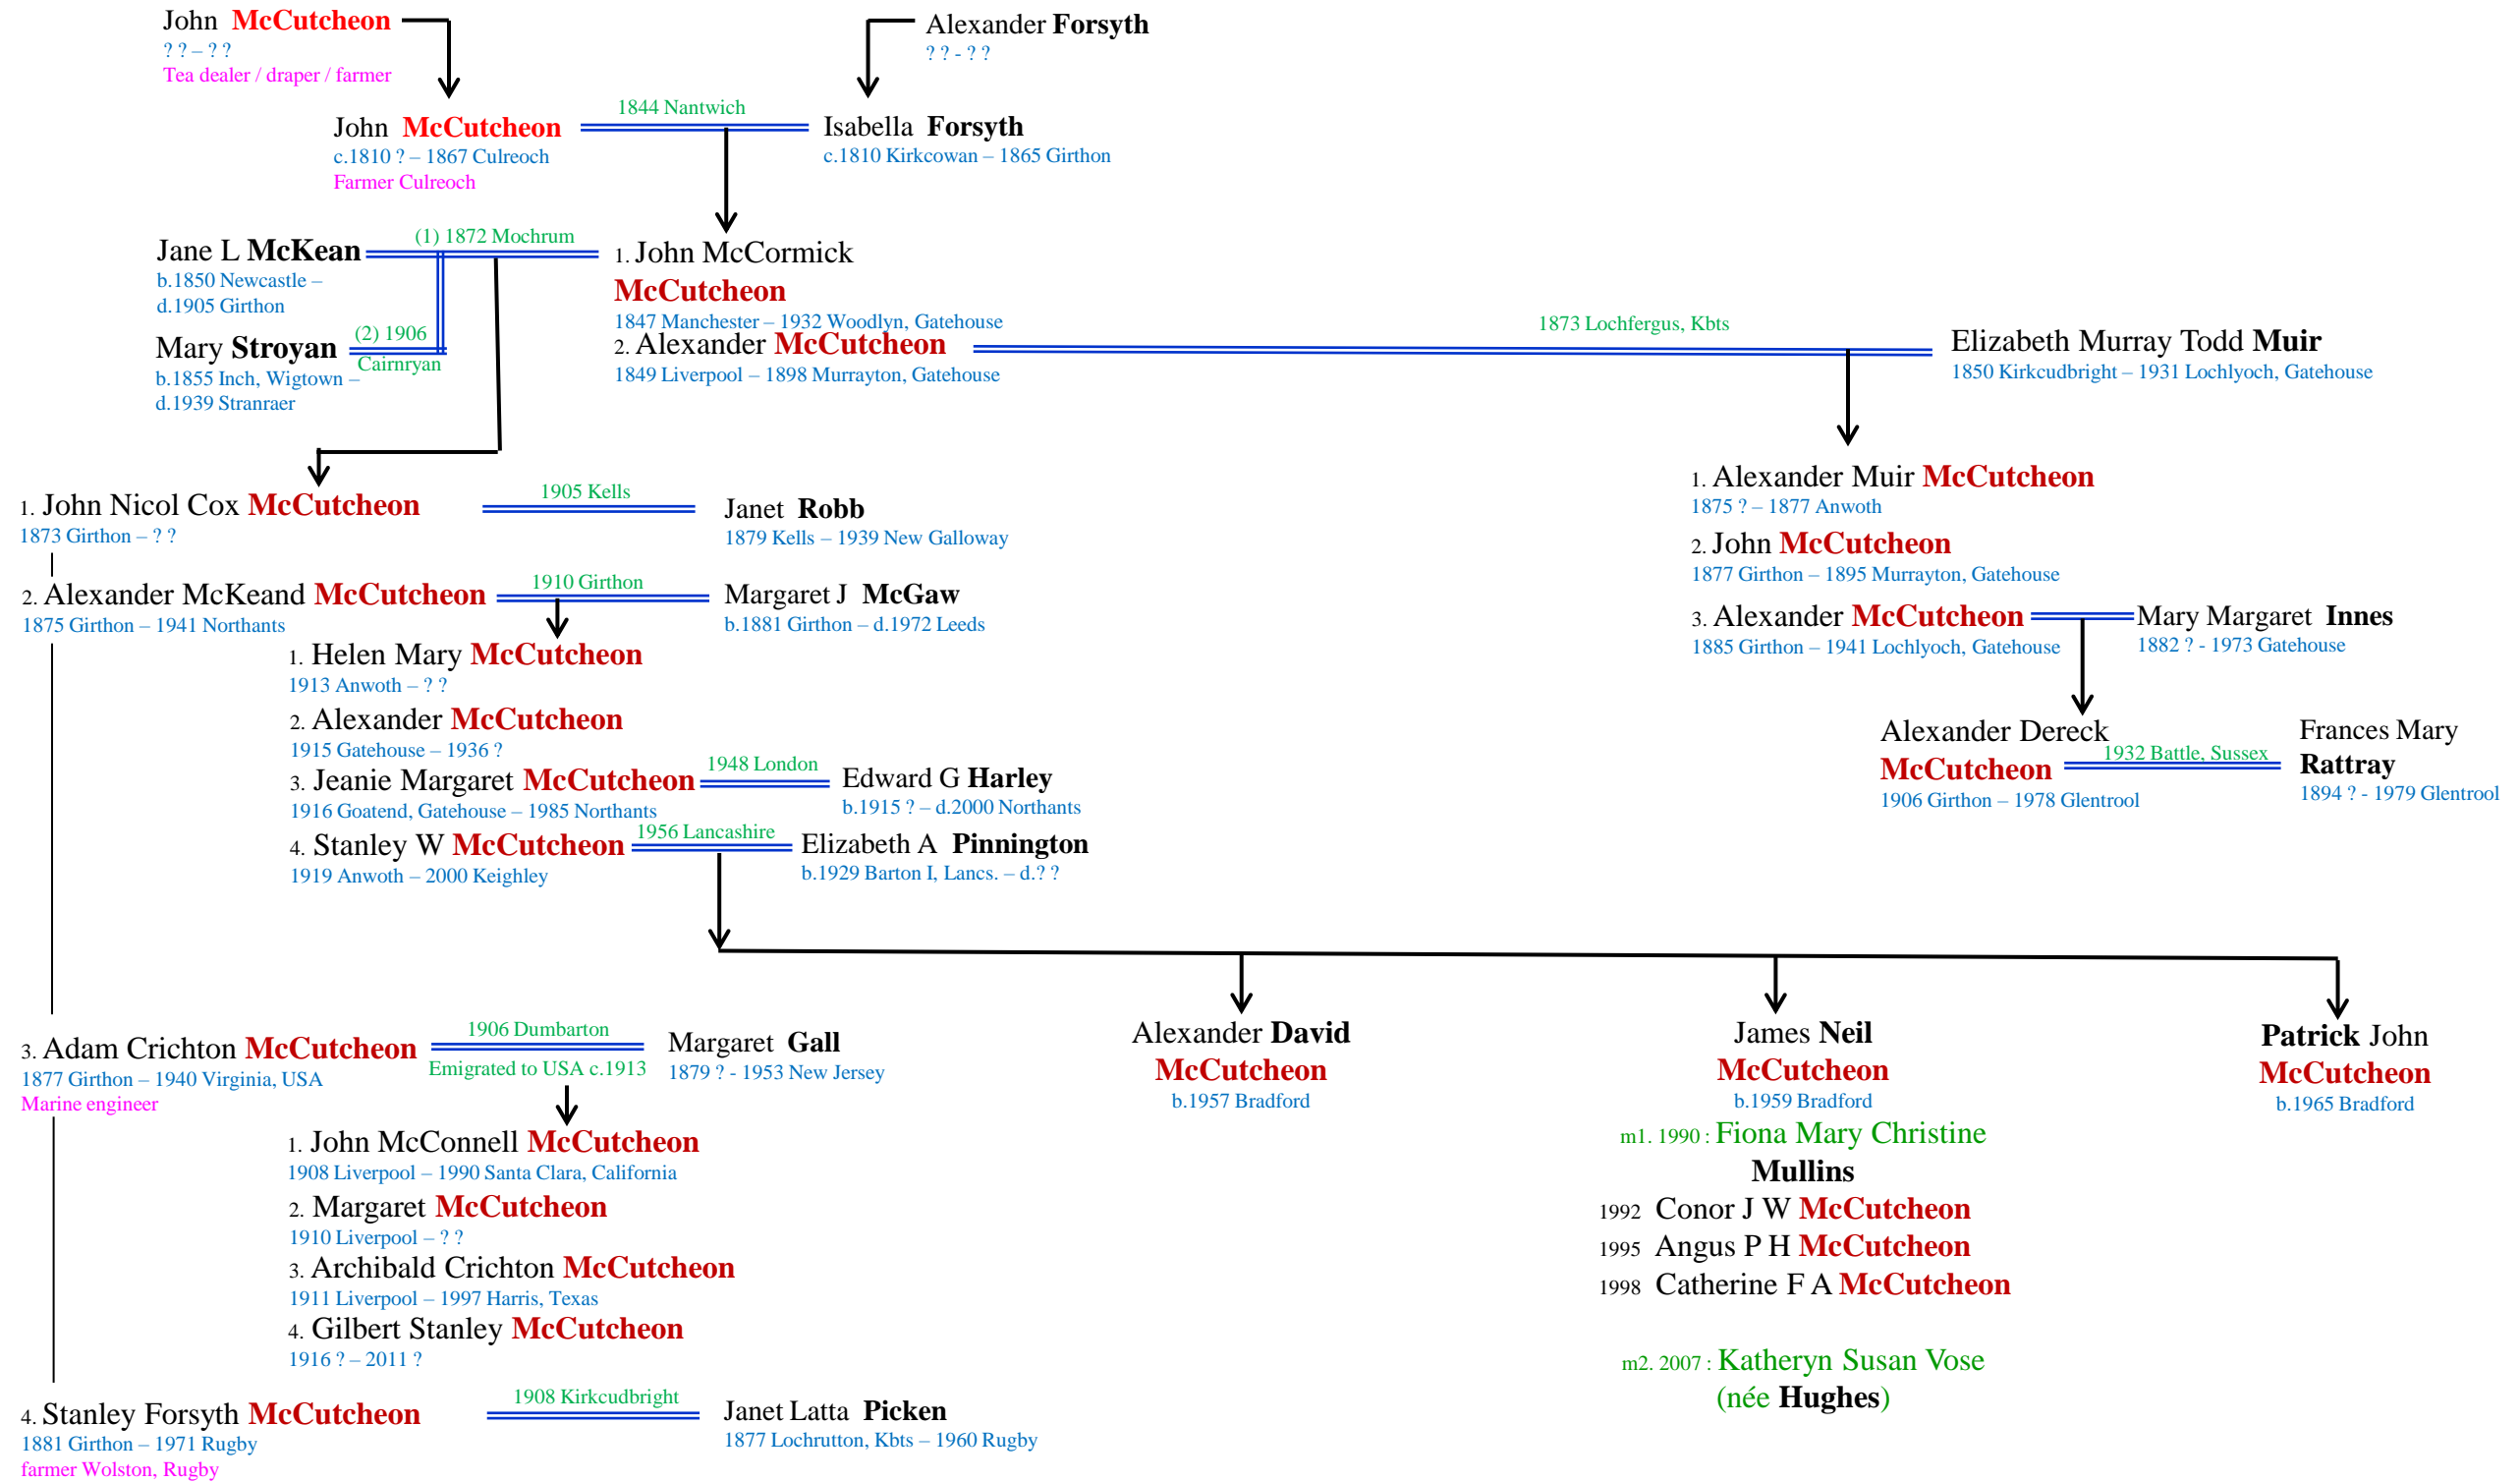 John McCutcheon
? ? – ? ?
Tea dealer / draper / farmer
Alexander Forsyth
? ? - ? ?
1844 Nantwich
John McCutcheon
c.1810 ? – 1867 Culreoch
Farmer Culreoch
Isabella Forsyth
c.1810 Kirkcowan – 1865 Girthon
Jane L McKean
b.1850 Newcastle –
d.1905 Girthon
(1) 1872 Mochrum
1. John McCormick
McCutcheon
1847 Manchester – 1932 Woodlyn, Gatehouse
Mary Stroyan
b.1855 Inch, Wigtown –
d.1939 Stranraer
(2) 1906
Cairnryan
2. Alexander McCutcheon
1849 Liverpool – 1898 Murrayton, Gatehouse
1873 Lochfergus, Kbts
Elizabeth Murray Todd Muir
1850 Kirkcudbright – 1931 Lochlyoch, Gatehouse
1. John Nicol Cox McCutcheon
1873 Girthon – ? ?
1905 Kells
Janet Robb
1879 Kells – 1939 New Galloway
1. Alexander Muir McCutcheon
1875 ? – 1877 Anwoth
2. John McCutcheon
1877 Girthon – 1895 Murrayton, Gatehouse
3. Alexander McCutcheon
1885 Girthon – 1941 Lochlyoch, Gatehouse
Mary Margaret Innes
1882 ? - 1973 Gatehouse
2. Alexander McKeand McCutcheon
1875 Girthon – 1941 Northants
1910 Girthon
Margaret J McGaw
b.1881 Girthon – d.1972 Leeds
1. Helen Mary McCutcheon
1913 Anwoth – ? ?
2. Alexander McCutcheon
1915 Gatehouse – 1936 ?
3. Jeanie Margaret McCutcheon
1916 Goatend, Gatehouse – 1985 Northants
1948 London
Edward G Harley
b.1915 ? – d.2000 Northants
4. Stanley W McCutcheon
1919 Anwoth – 2000 Keighley
1956 Lancashire
Elizabeth A Pinnington
b.1929 Barton I, Lancs. – d.? ?
Alexander Dereck
McCutcheon
1906 Girthon – 1978 Glentrool
1932 Battle, Sussex
Frances Mary
Rattray
1894 ? - 1979 Glentrool
Alexander David
McCutcheon
b.1957 Bradford
James Neil
McCutcheon
b.1959 Bradford
m1. 1990 : Fiona Mary Christine
Mullins
1992 Conor J W McCutcheon
1995 Angus P H McCutcheon
1998 Catherine F A McCutcheon
m2. 2007 : Katheryn Susan Vose
(née Hughes)
Patrick John
McCutcheon
b.1965 Bradford
3. Adam Crichton McCutcheon
1877 Girthon – 1940 Virginia, USA
Marine engineer
1906 Dumbarton
Emigrated to USA c.1913
Margaret Gall
1879 ? - 1953 New Jersey
1. John McConnell McCutcheon
1908 Liverpool – 1990 Santa Clara, California
2. Margaret McCutcheon
1910 Liverpool – ? ?
3. Archibald Crichton McCutcheon
1911 Liverpool – 1997 Harris, Texas
4. Gilbert Stanley McCutcheon
1916 ? – 2011 ?
4. Stanley Forsyth McCutcheon
1881 Girthon – 1971 Rugby
farmer Wolston, Rugby
1908 Kirkcudbright
Janet Latta Picken
1877 Lochrutton, Kbts – 1960 Rugby